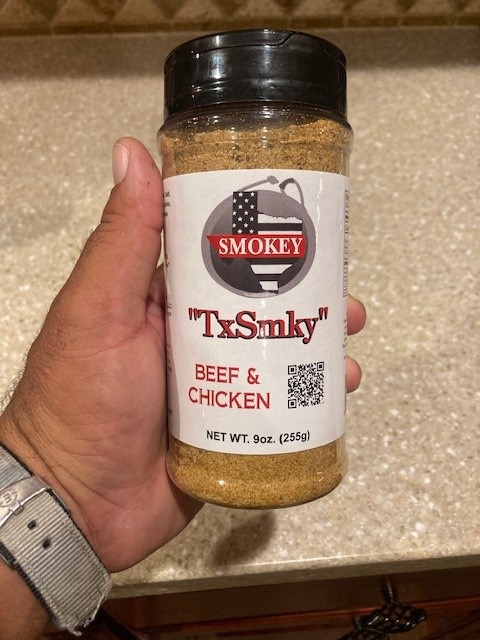 SMOKEY
"TxSmky"
BEEF &
CHICKEN
NET WT. 9oz. (255g)